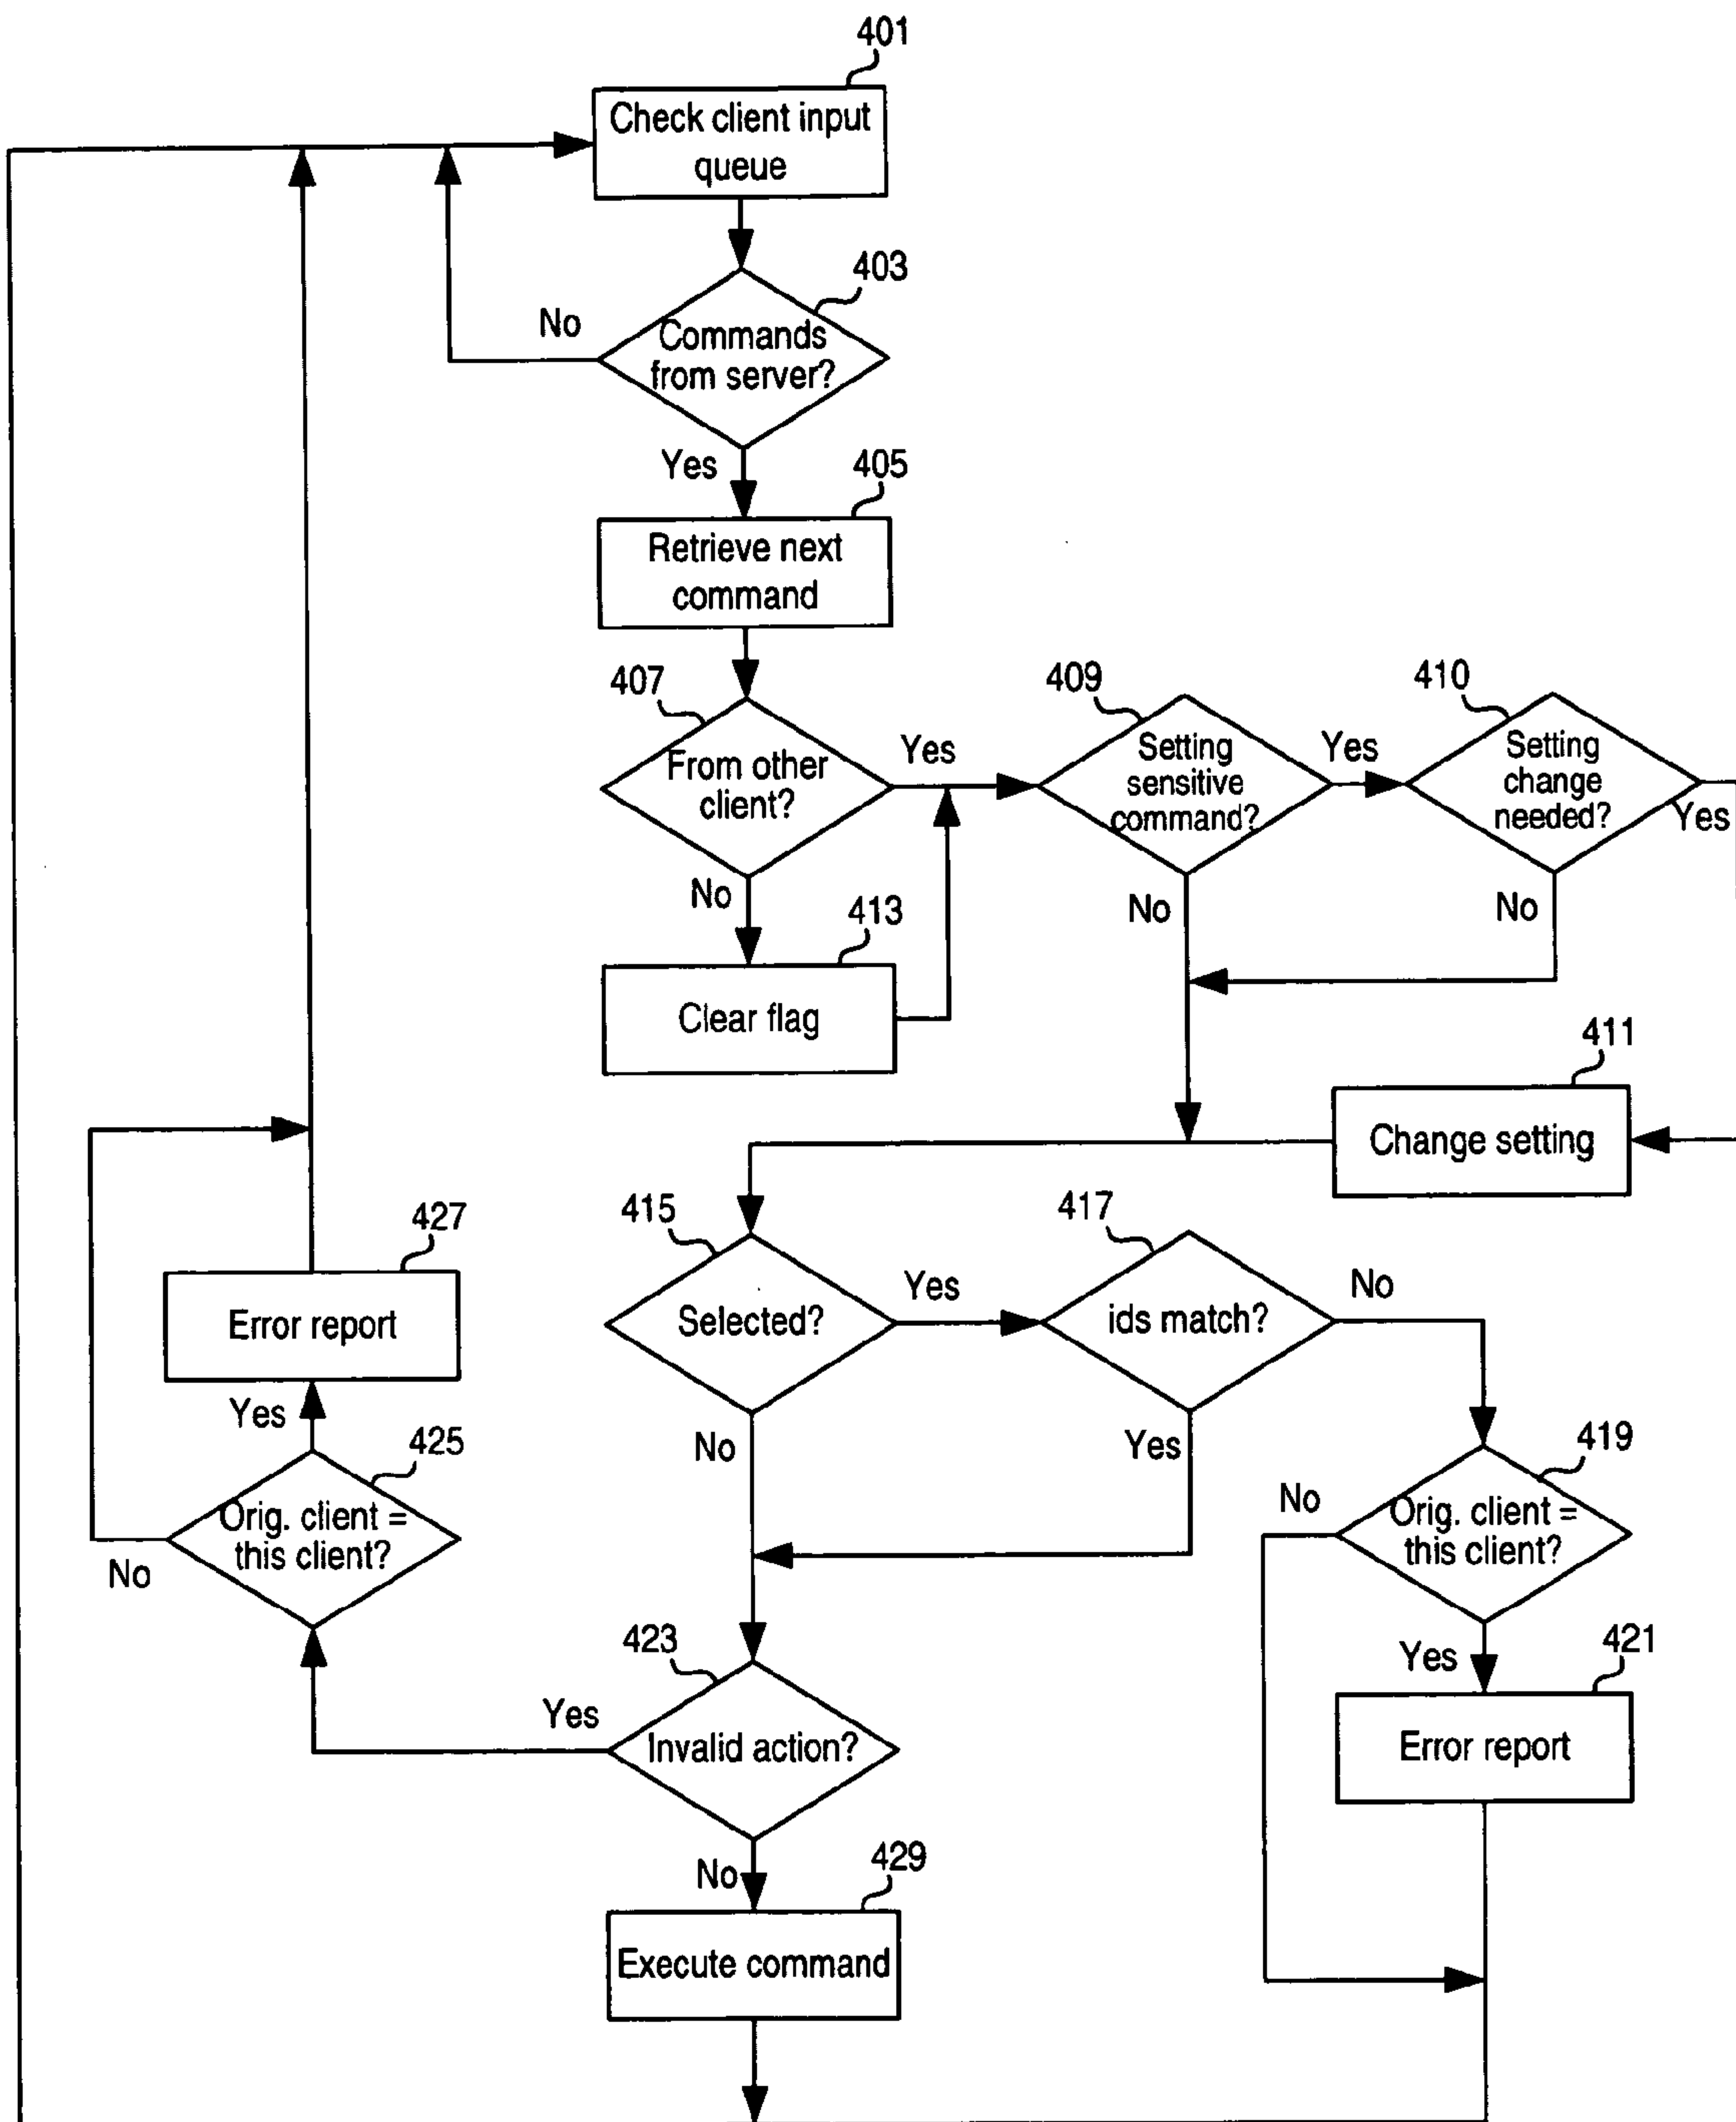 401
Check client input
queue
403
No
Commands
from server?
Yes
405
Retrieve next
command
407
From other
client?
Yes
409
Setting
sensitive
command?
Yes
410
Setting
change
needed?
Yes
No
413
Clear flag
No
No
411
Change setting
415
Selected?
Yes
417
ids match?
No
427
Error report
Yes
425
Orig. client =
this client?
No
No
Yes
419
No
Orig. client =
this client?
Yes
421
Error report
423
Yes
Invalid action?
No
429
Execute command